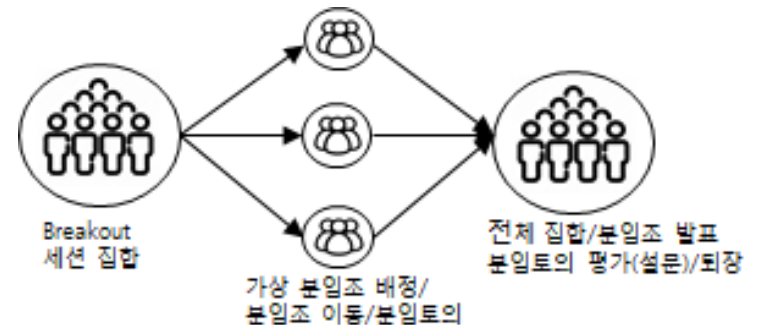 Breakout
세션 집합
가상 분임조 배정/
분임조 이동/분임토의
전체 집합/분임조 발표
분임토의 평가(설문)/퇴장